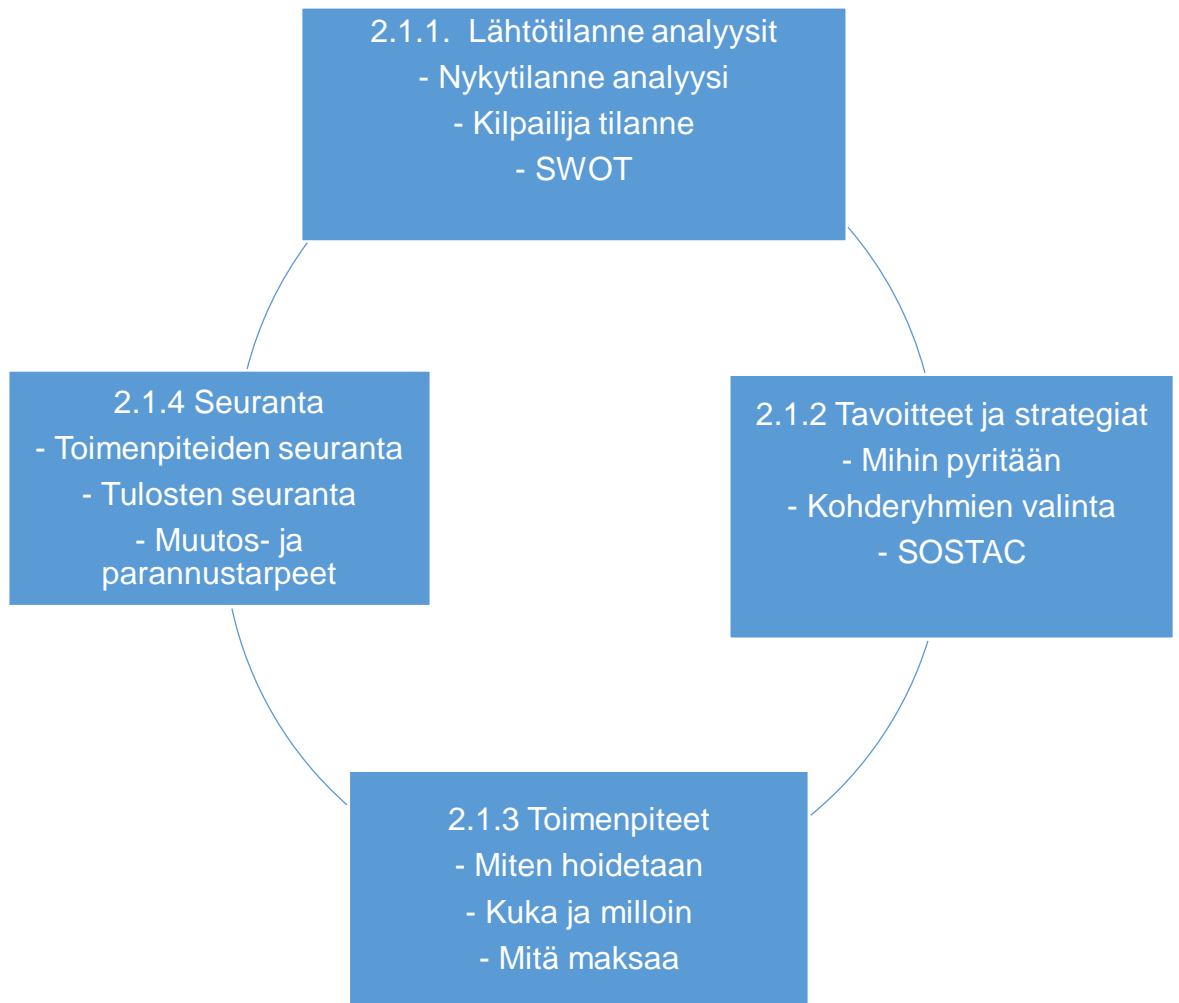 2.1.1. Lähtötilanne analyysit
- Nykytilanne analyysi
- Kilpailija tilanne
- SWOT
2.1.2 Tavoitteet ja strategiat
- Mihin pyritään
- Kohderyhmien valinta
- SOSTAC
2.1.3 Toimenpiteet
- Miten hoidetaan
- Kuka ja milloin
- Mitä maksaa
2.1.4 Seuranta
- Toimenpiteiden seuranta
- Tulosten seuranta
- Muutos- ja
parannustarpeet